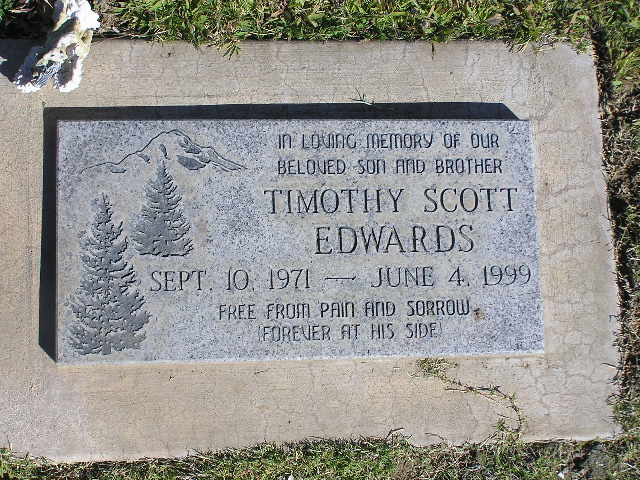 IN LOVING MEMORY OF OUR
BELOVED SON AND BROTHER
TIMOTHY SCOTT
EDWARDS
SEPT. 10, 1971 — JUNE 4, 1999
FREE FROM PAIN AND SORROW
(FOREVER AT HIS SIDE)